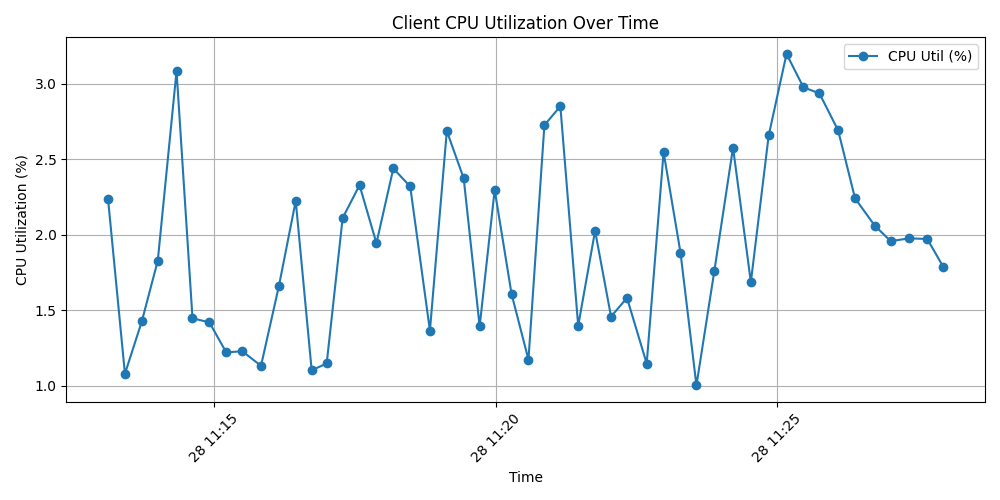 Client CPU Utilization Over Time
CPU Util (%)
CPU Utilization (%)
3.0
2.5
2.0
1.5
1.0
28 11:15
28 11:20
28 11:25
Time